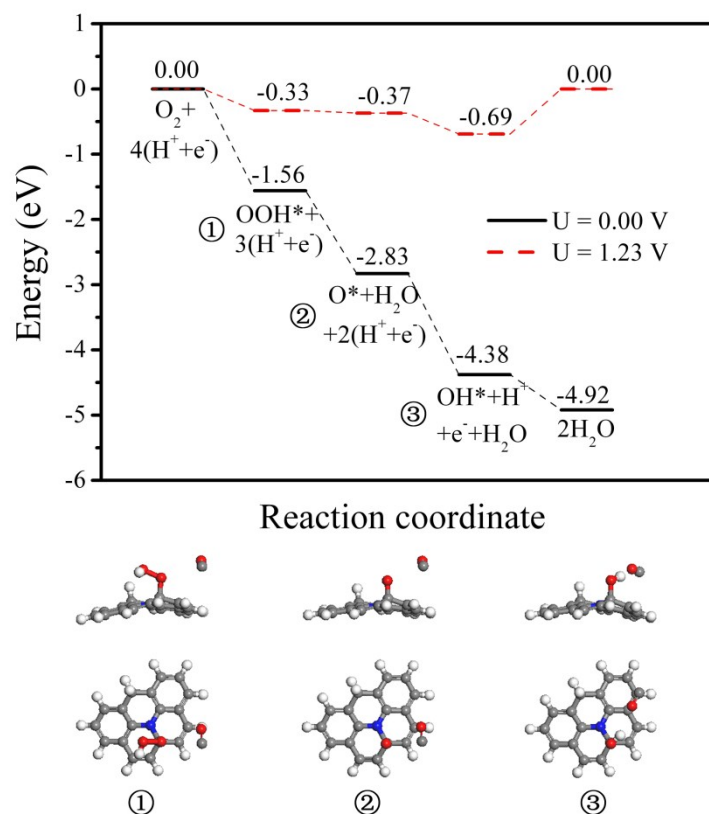 1
0
-1
-2
-3
-4
-5
-6
Energy (eV)
0.00
O₂+
4(H⁺+e⁻)
-0.33
-0.37
-0.69
0.00
-1.56
① OOH*+
3(H⁺+e⁻)
U = 0.00 V
U = 1.23 V
-2.83
② O*+H₂O
+2(H⁺+e⁻)
-4.38
③ OH*+H⁺
+e⁻+H₂O
-4.92
2H₂O
Reaction coordinate
① ② ③